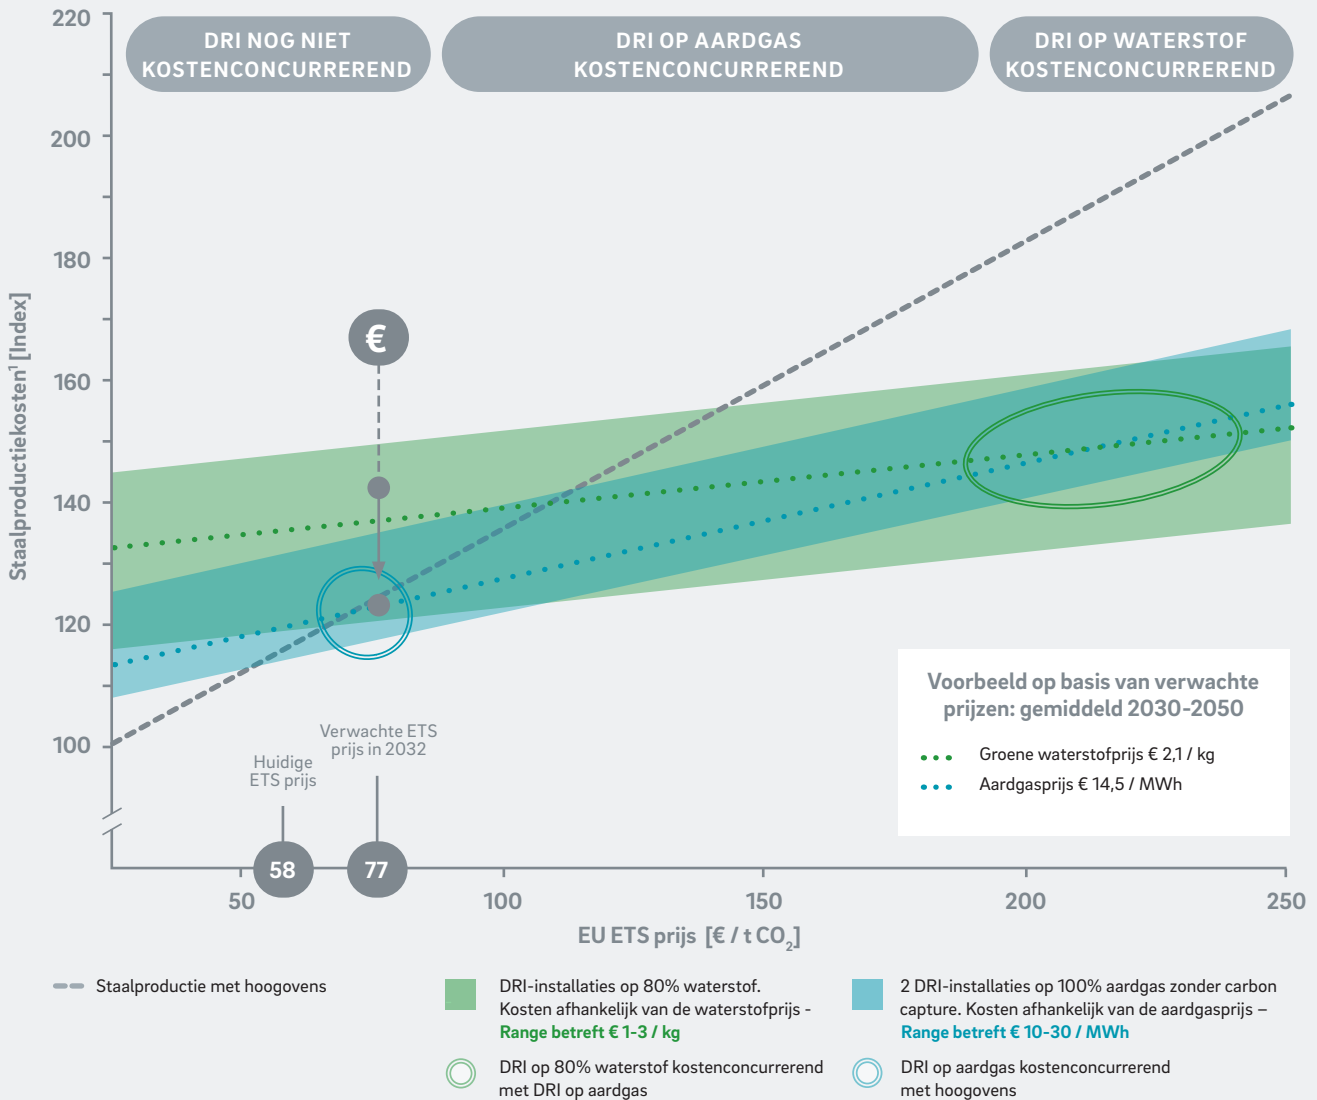 DRI NOG NIET
KOSTENCONCURREREND
DRI OP AARDGAS
KOSTENCONCURREREND
DRI OP WATERSTOF
KOSTENCONCURREREND
220
200
180
160
140
120
100
Staalproductiekosten¹ [Index]
€
Huidige
ETS prijs
Verwachte ETS
prijs in 2032
58
77
50
100
150
200
250
EU ETS prijs [€ / t CO₂]
Voorbeeld op basis van verwachte
prijzen: gemiddeld 2030-2050
Groene waterstofprijs € 2,1 / kg
Aardgasprijs € 14,5 / MWh
Staalproductie met hoogovens
DRI-installaties op 80% waterstof.
Kosten afhankelijk van de waterstofprijs -
Range betreft € 1-3 / kg
DRI op 80% waterstof kostenconcurrerend
met DRI op aardgas
2 DRI-installaties op 100% aardgas zonder carbon
capture. Kosten afhankelijk van de aardgasprijs –
Range betreft € 10-30 / MWh
DRI op aardgas kostenconcurrerend
met hoogovens